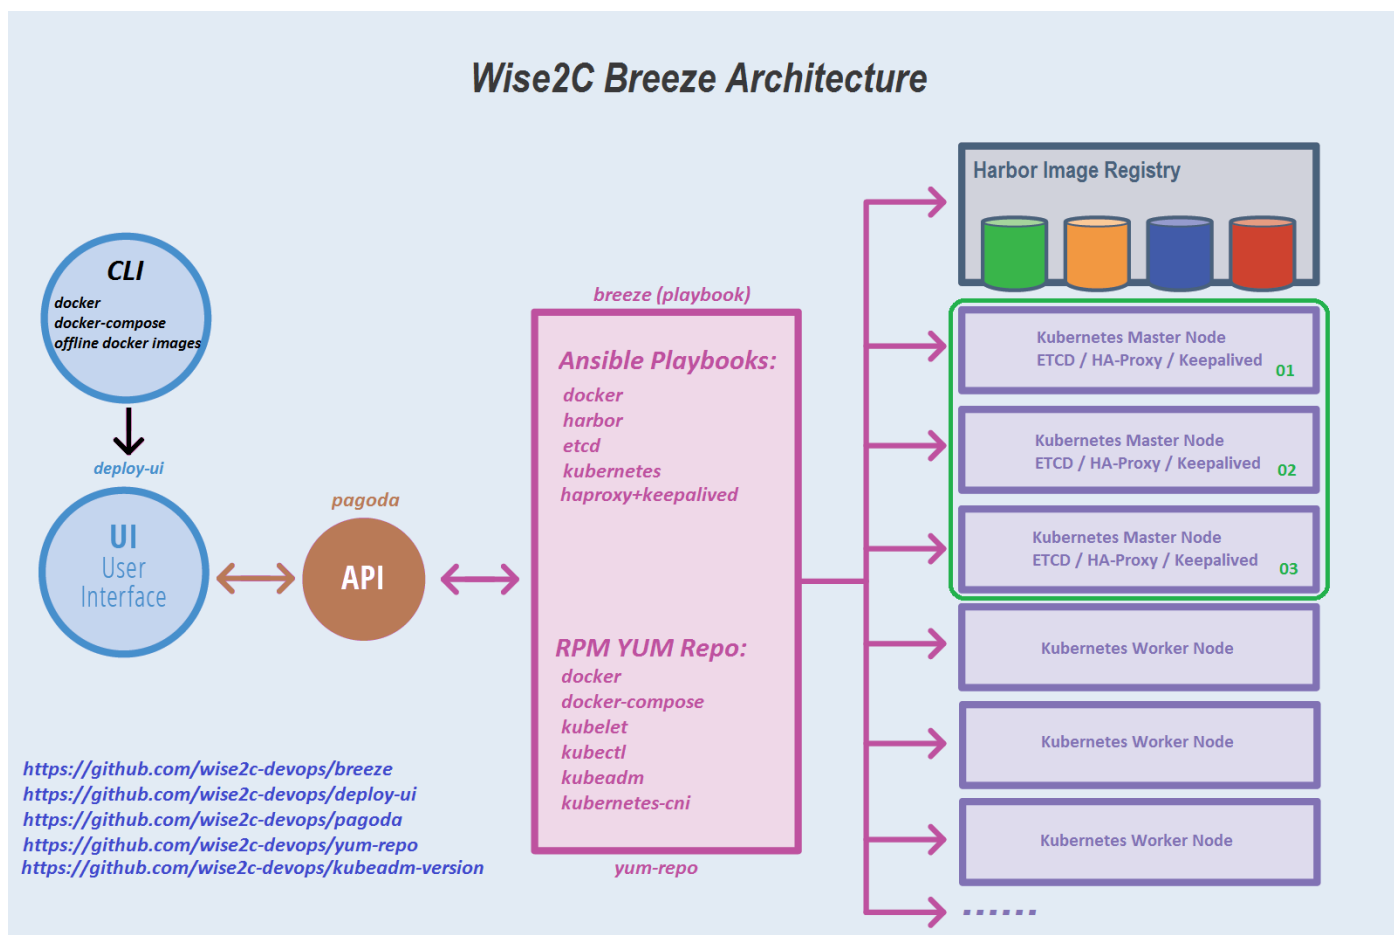 Wise2C Breeze Architecture
CLI
docker
docker-compose
offline docker images
deploy-ui
UI
User
Interface
pagoda
API
breeze (playbook)
Ansible Playbooks:
docker
harbor
etcd
kubernetes
haproxy+keepalived
RPM YUM Repo:
docker
docker-compose
kubelet
kubectl
kubeadm
kubernetes-cni
yum-repo
Harbor Image Registry
Kubernetes Master Node
ETCD / HA-Proxy / Keepalived
01
Kubernetes Master Node
ETCD / HA-Proxy / Keepalived
02
Kubernetes Master Node
ETCD / HA-Proxy / Keepalived
03
Kubernetes Worker Node
Kubernetes Worker Node
Kubernetes Worker Node
------
https://github.com/wise2c-devops/breeze
https://github.com/wise2c-devops/deploy-ui
https://github.com/wise2c-devops/pagoda
https://github.com/wise2c-devops/yum-repo
https://github.com/wise2c-devops/kubeadm-version